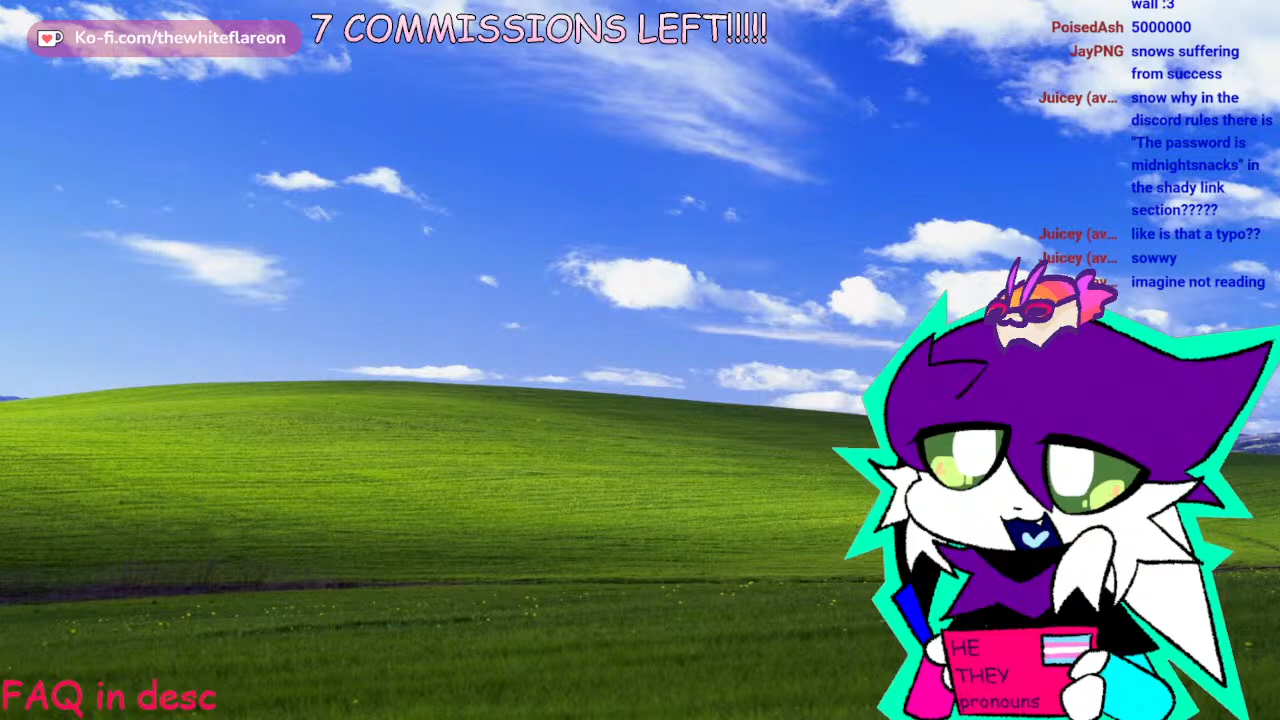 Ko-fi.com/thewhiteflareon
7 COMMISSIONS LEFT!!!!!
wall :3
PoisedAsh 5000000
JayPNG snows suffering
from success
Juicey (av... snow why in the
discord rules there is
"The password is
midnightsnacks" in
the shady link
section?????
Juicey (av... like is that a typo??
Juicey (av... sowwy
imagine not reading
HE
THEY
pronouns
FAQ in desc